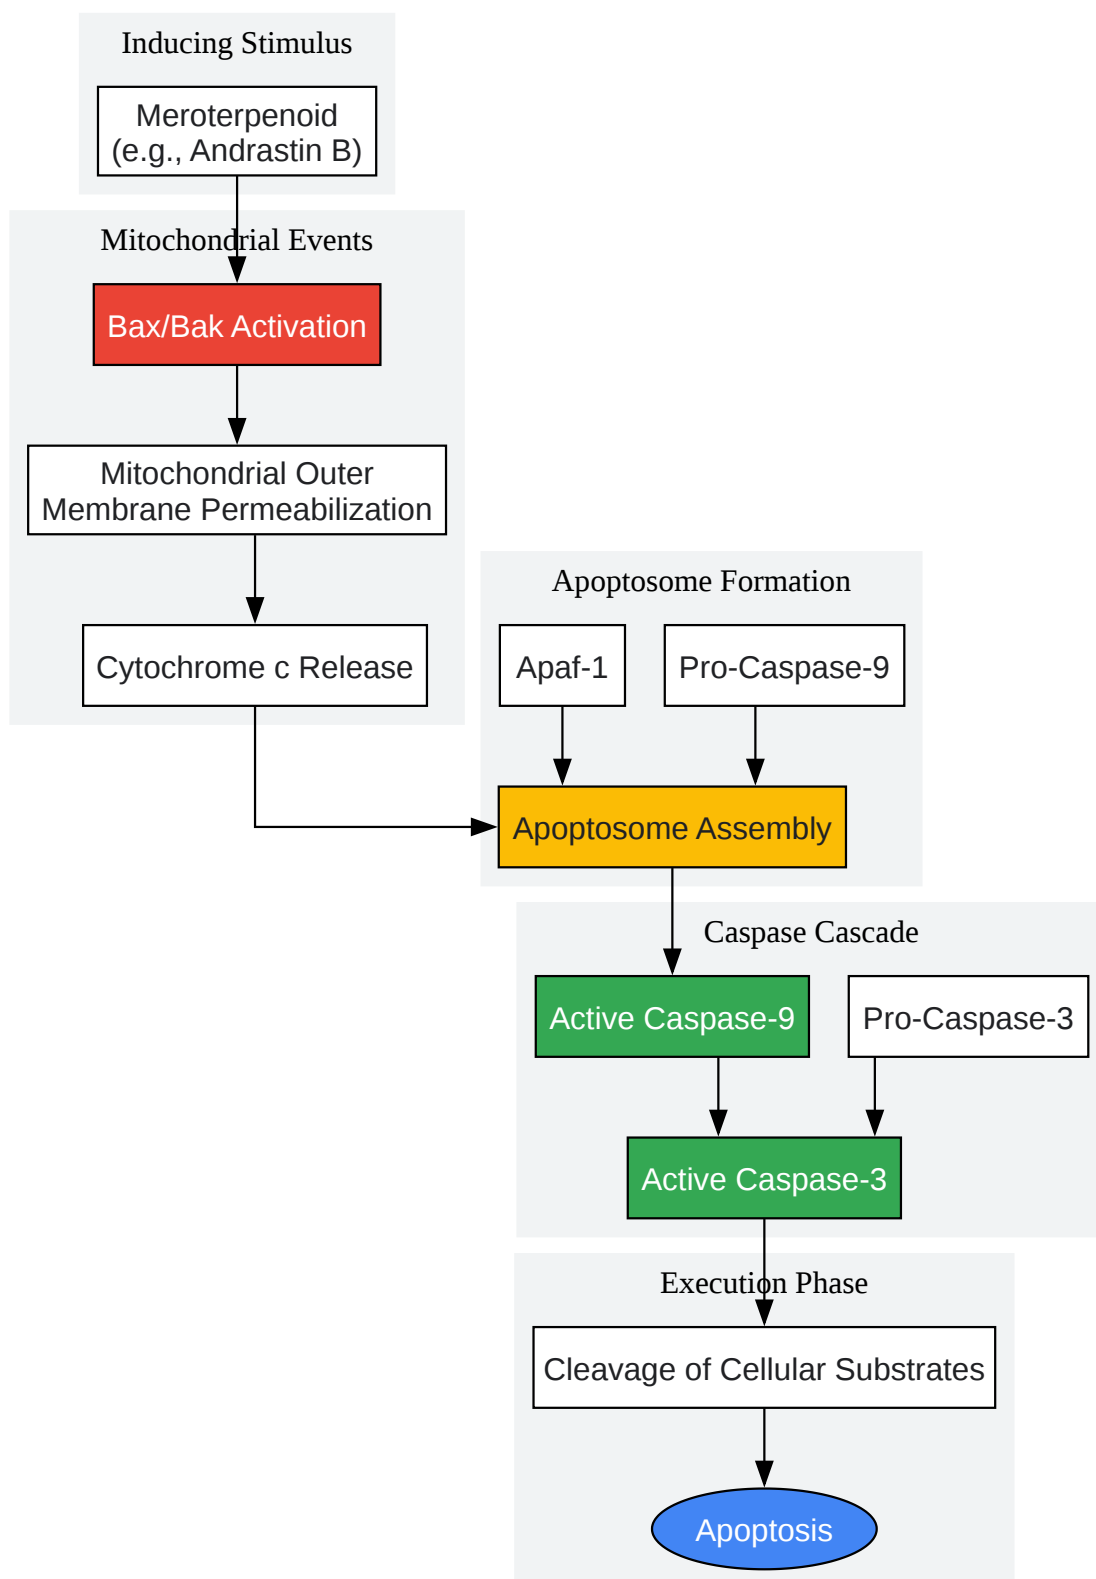 Inducing Stimulus
Meroterpenoid
(e.g., Andrastin B)
Mitochondrial Events
Bax/Bak Activation
Mitochondrial Outer
Membrane Permeabilization
Cytochrome c Release
Apoptosome Formation
Apaf-1
Pro-Caspase-9
Apoptosome Assembly
Caspase Cascade
Active Caspase-9
Pro-Caspase-3
Active Caspase-3
Execution Phase
Cleavage of Cellular Substrates
Apoptosis